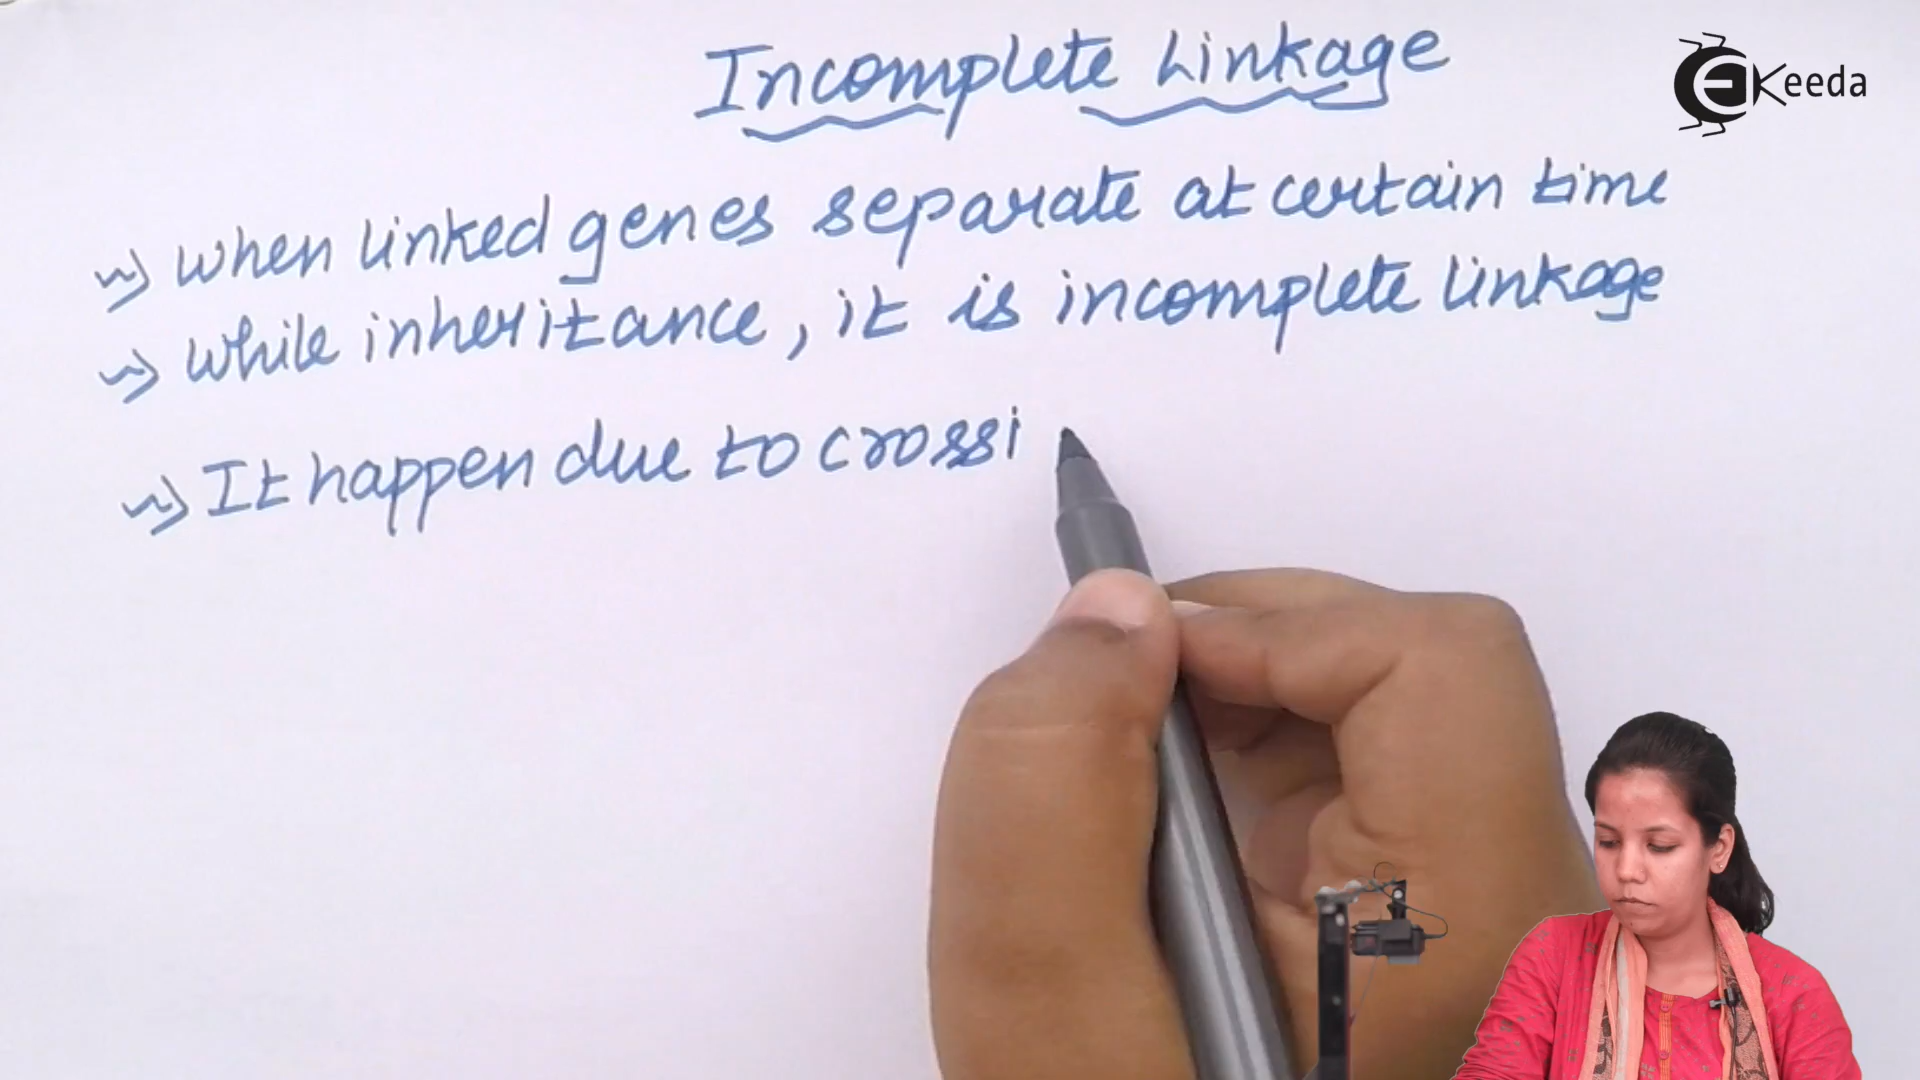 Incomplete Linkage
EKeeda
~> When linked genes separate at certain time
~> While inheritance, it is incomplete linkage
~> It happen due to crossi